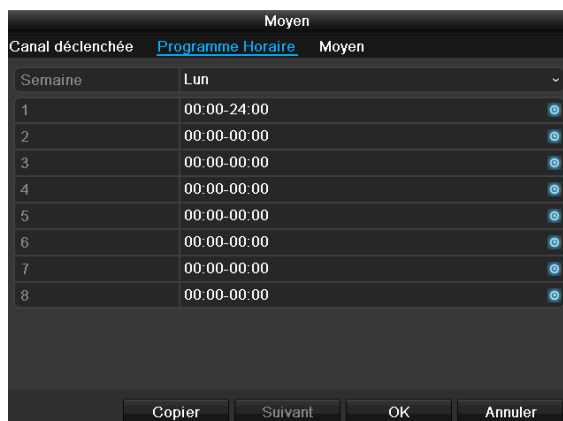 Moyen
Canal déclenchée Programme Horaire Moyen
Semaine Lun
1 00:00-24:00
2 00:00-00:00
3 00:00-00:00
4 00:00-00:00
5 00:00-00:00
6 00:00-00:00
7 00:00-00:00
8 00:00-00:00
Copier Suivant OK Annuler